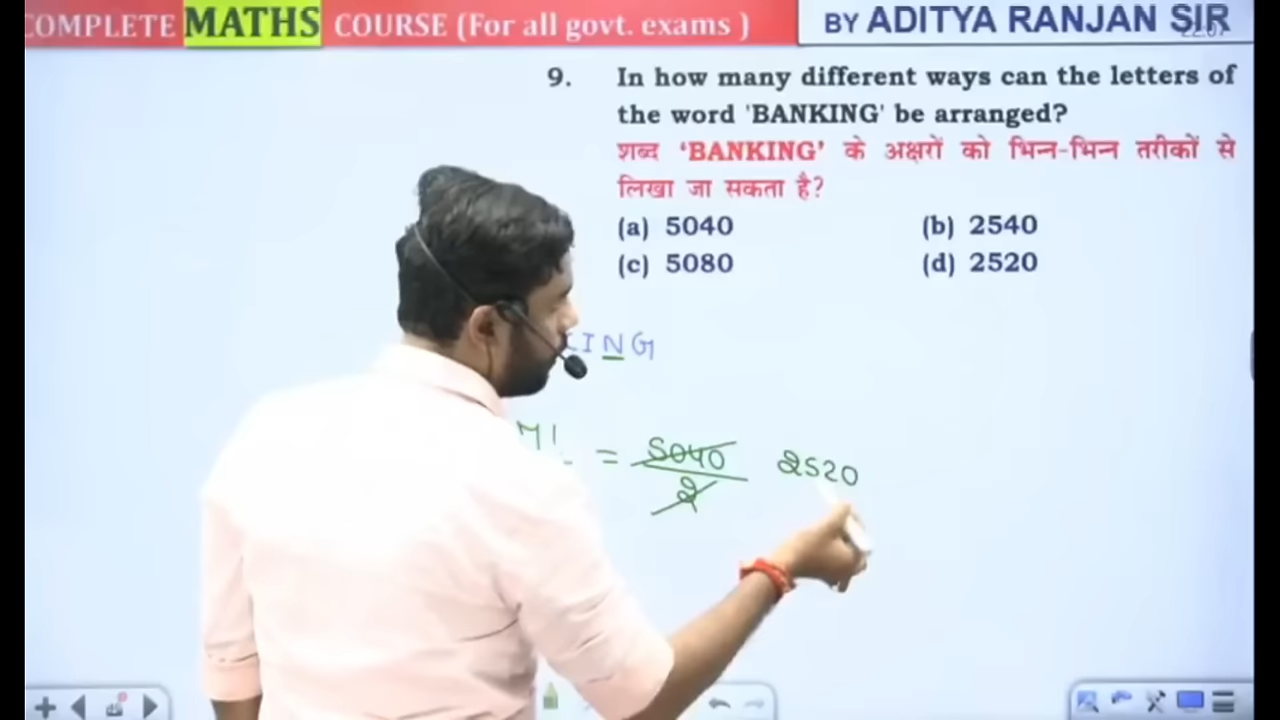 COMPLETE MATHS COURSE (For all govt. exams )
BY ADITYA RANJAN SIR
9. In how many different ways can the letters of
the word 'BANKING' be arranged?
शब्द ‘BANKING’ के अक्षरों को भिन्न-भिन्न तरीकों से
लिखा जा सकता है?
(a) 5040 (b) 2540
(c) 5080 (d) 2520
ING
7!
= 5040 2520
2